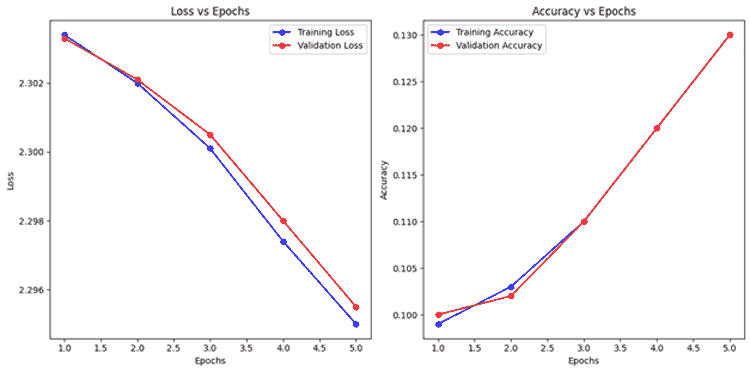 Loss vs Epochs
Training Loss
Validation Loss
2.302
2.300
2.298
2.296
Loss
1.0 1.5 2.0 2.5 3.0 3.5 4.0 4.5 5.0
Epochs
Accuracy vs Epochs
Training Accuracy
Validation Accuracy
0.130
0.125
0.120
0.115
0.110
0.105
0.100
Accuracy
1.0 1.5 2.0 2.5 3.0 3.5 4.0 4.5 5.0
Epochs